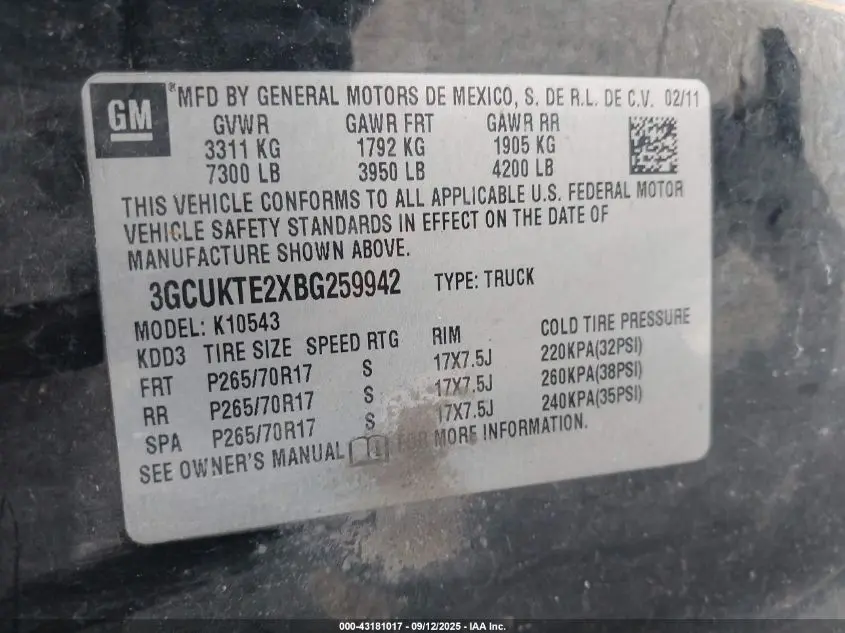 GM
® MFD BY GENERAL MOTORS DE MEXICO, S. DE R.L. DE C.V. 02/11
GVWR GAWR FRT GAWR RR
3311 KG 1792 KG 1905 KG
7300 LB 3950 LB 4200 LB
THIS VEHICLE CONFORMS TO ALL APPLICABLE U.S. FEDERAL MOTOR
VEHICLE SAFETY STANDARDS IN EFFECT ON THE DATE OF
MANUFACTURE SHOWN ABOVE.
3GCUKTE2XBG259942 TYPE: TRUCK
MODEL: K10543
KDD3 TIRE SIZE SPEED RTG RIM COLD TIRE PRESSURE
FRT P265/70R17 S 17X7.5J 220KPA(32PSI)
RR P265/70R17 S 17X7.5J 260KPA(38PSI)
SPA P265/70R17 S 17X7.5J 240KPA(35PSI)
SEE OWNER'S MANUAL FOR MORE INFORMATION.
000-43181017 - 09/12/2025 - IAA Inc.